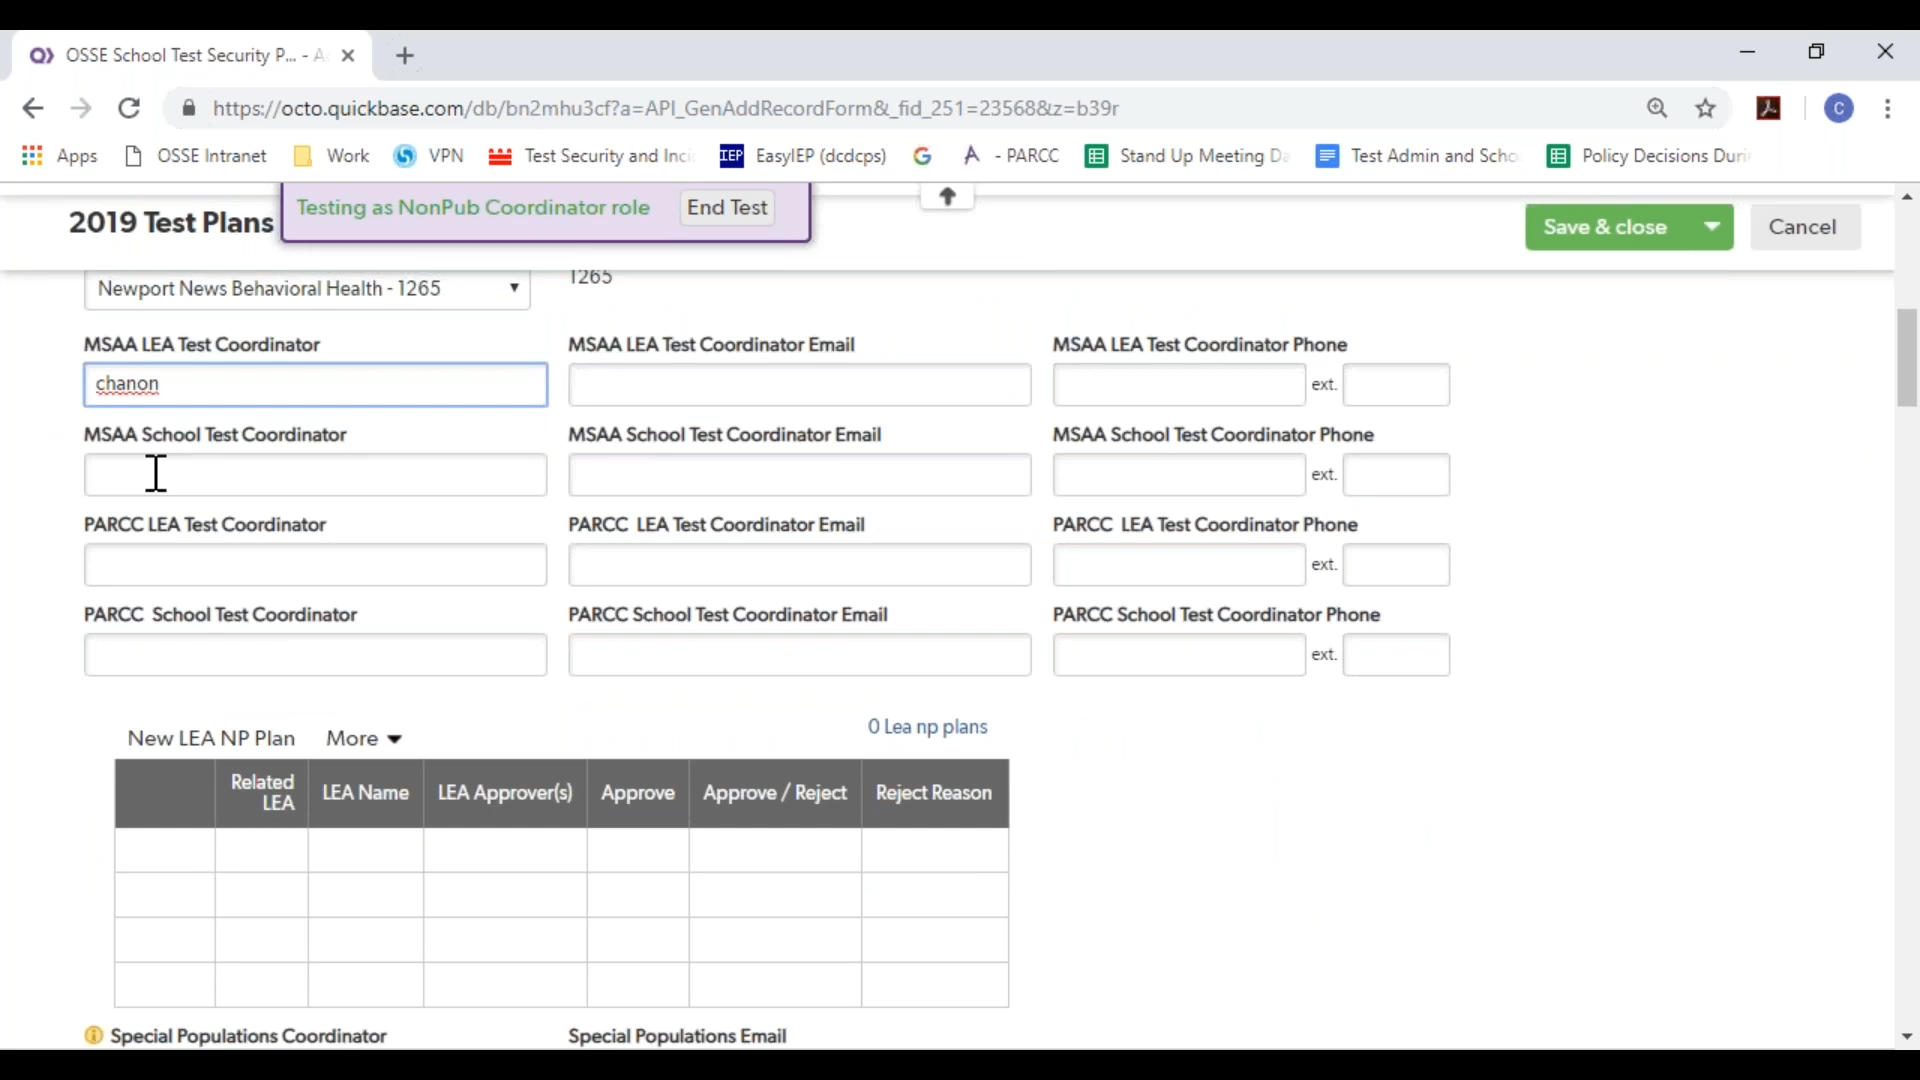 OSSE School Test Security P... - A
https://octo.quickbase.com/db/bn2mhu3cf?a=API_GenAddRecordForm&_fid_251=23568&z=b39r
C
Apps OSSE Intranet Work VPN Test Security and Inci IEP EasyIEP (dcdcps) G A - PARCC Stand Up Meeting Da Test Admin and Scho Policy Decisions Duri
2019 Test Plans Testing as NonPub Coordinator role End Test Save & close Cancel
Newport News Behavioral Health - 1265 1265
MSAA LEA Test Coordinator MSAA LEA Test Coordinator Email MSAA LEA Test Coordinator Phone
chanon ext.
MSAA School Test Coordinator MSAA School Test Coordinator Email MSAA School Test Coordinator Phone
ext.
PARCC LEA Test Coordinator PARCC LEA Test Coordinator Email PARCC LEA Test Coordinator Phone
ext.
PARCC School Test Coordinator PARCC School Test Coordinator Email PARCC School Test Coordinator Phone
ext.
0 Lea np plans
New LEA NP Plan More
Related LEA LEA Name LEA Approver(s) Approve Approve / Reject Reject Reason
Special Populations Coordinator Special Populations Email